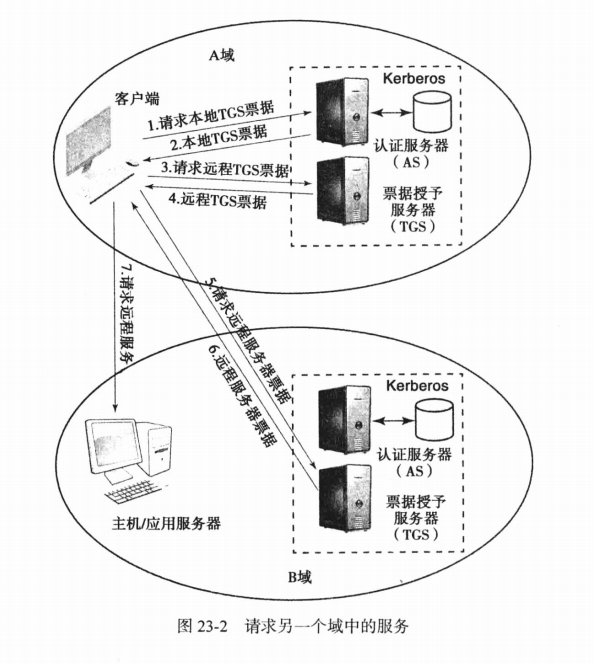 A域
Kerberos
客户端
1.请求本地TGS票据
2.本地TGS票据
认证服务器
（AS）
3.请求远程TGS票据
4.远程TGS票据
票据授予
服务器
（TGS）
7.请求远程服务
5.请求远程服务器票据
6.远程服务器票据
Kerberos
认证服务器
（AS）
票据授予
服务器
（TGS）
主机/应用服务器
B域
图 23-2 请求另一个域中的服务